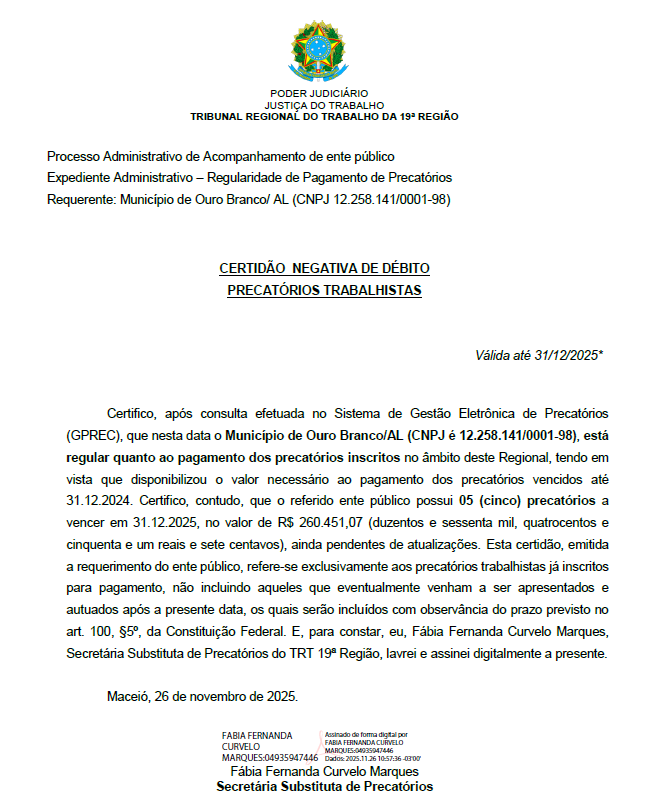 PODER JUDICIÁRIO
JUSTIÇA DO TRABALHO
TRIBUNAL REGIONAL DO TRABALHO DA 19ª REGIÃO
Processo Administrativo de Acompanhamento de ente público
Expediente Administrativo – Regularidade de Pagamento de Precatórios
Requerente: Município de Ouro Branco/ AL (CNPJ 12.258.141/0001-98)
CERTIDÃO NEGATIVA DE DÉBITO
PRECATÓRIOS TRABALHISTAS
Válida até 31/12/2025*
Certifico, após consulta efetuada no Sistema de Gestão Eletrônica de Precatórios
(GPREC), que nesta data o Município de Ouro Branco/AL (CNPJ é 12.258.141/0001-98), está
regular quanto ao pagamento dos precatórios inscritos no âmbito deste Regional, tendo em
vista que disponibilizou o valor necessário ao pagamento dos precatórios vencidos até
31.12.2024. Certifico, contudo, que o referido ente público possui 05 (cinco) precatórios a
vencer em 31.12.2025, no valor de R$ 260.451,07 (duzentos e sessenta mil, quatrocentos e
cinquenta e um reais e sete centavos), ainda pendentes de atualizações. Esta certidão, emitida
a requerimento do ente público, refere-se exclusivamente aos precatórios trabalhistas já inscritos
para pagamento, não incluindo aqueles que eventualmente venham a ser apresentados e
autuados após a presente data, os quais serão incluídos com observância do prazo previsto no
art. 100, §5º, da Constituição Federal. E, para constar, eu, Fábia Fernanda Curvelo Marques,
Secretária Substituta de Precatórios do TRT 19ª Região, lavrei e assinei digitalmente a presente.
Maceió, 26 de novembro de 2025.
FABIA FERNANDA
CURVELO
MARQUES:04935947446
Assinado de forma digital por
FABIA FERNANDA CURVELO
MARQUES:04935947446
Dados: 2025.11.26 10:57:36 -03'00'
Fábia Fernanda Curvelo Marques
Secretária Substituta de Precatórios